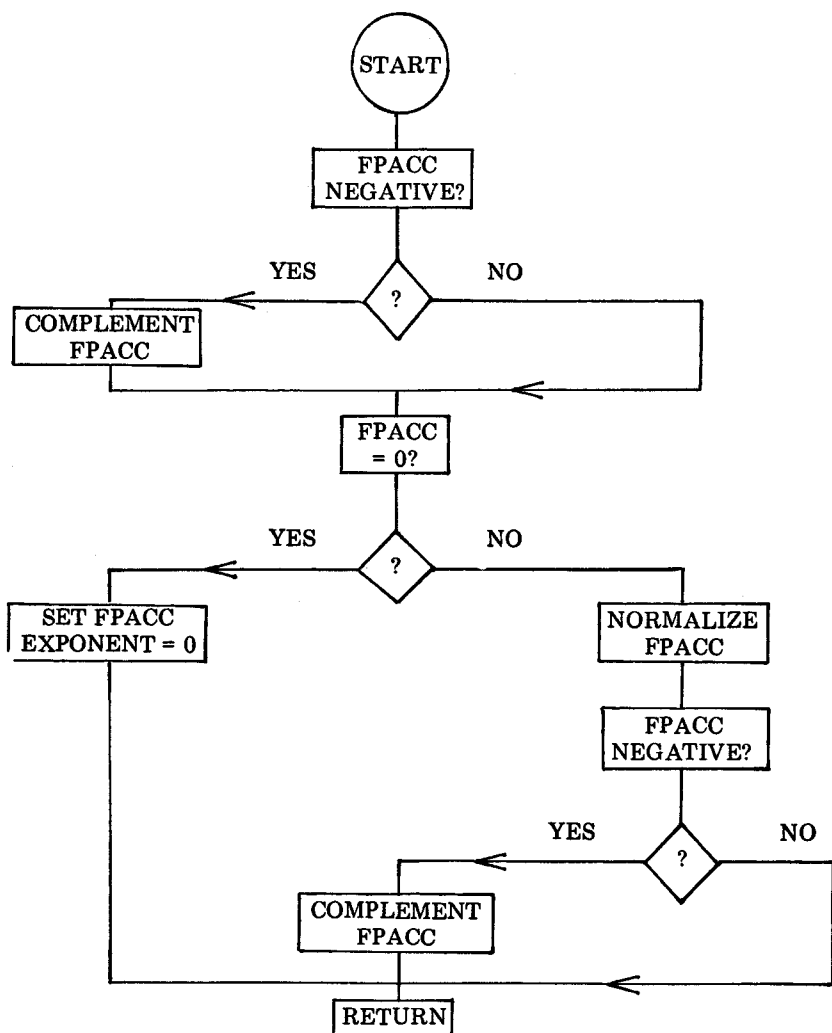 START
FPACC
NEGATIVE?
YES
NO
?
COMPLEMENT
FPACC
FPACC
= 0?
YES
NO
?
SET FPACC
EXPONENT = 0
NORMALIZE
FPACC
FPACC
NEGATIVE?
YES
NO
?
COMPLEMENT
FPACC
RETURN